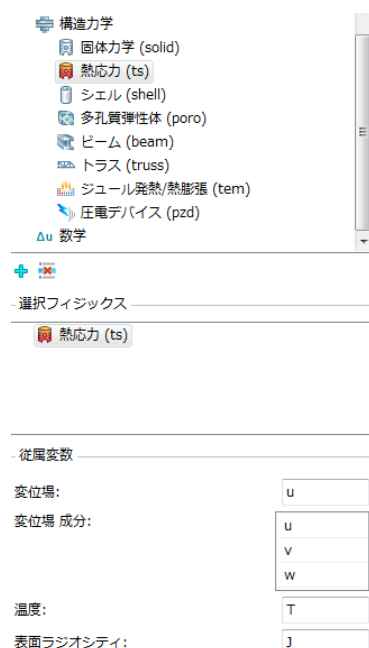 構造力学
固体力学 (solid)
熱応力 (ts)
シェル (shell)
多孔質弾性体 (poro)
ビーム (beam)
トラス (truss)
ジュール発熱/熱膨張 (tem)
圧電デバイス (pzd)
Δu 数学
選択フィジックス
熱応力 (ts)
従属変数
変位場: u
変位場 成分: u
v
w
温度: T
表面ラジオシティ: J